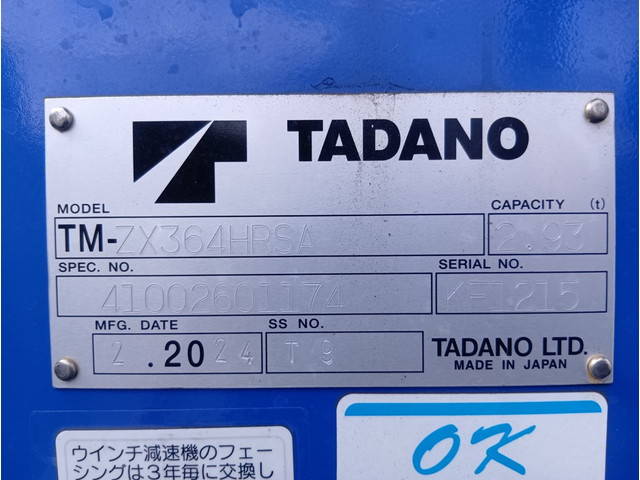 TADANO
MODEL
CAPACITY (t)
TM-ZX364HRSA
2.93
SPEC. NO.
SERIAL NO.
41002601174
MFG. DATE
SS NO.
2 .2024
TADANO LTD.
MADE IN JAPAN
ウインチ減速機のフェー
シングは3年毎に交換し
OK